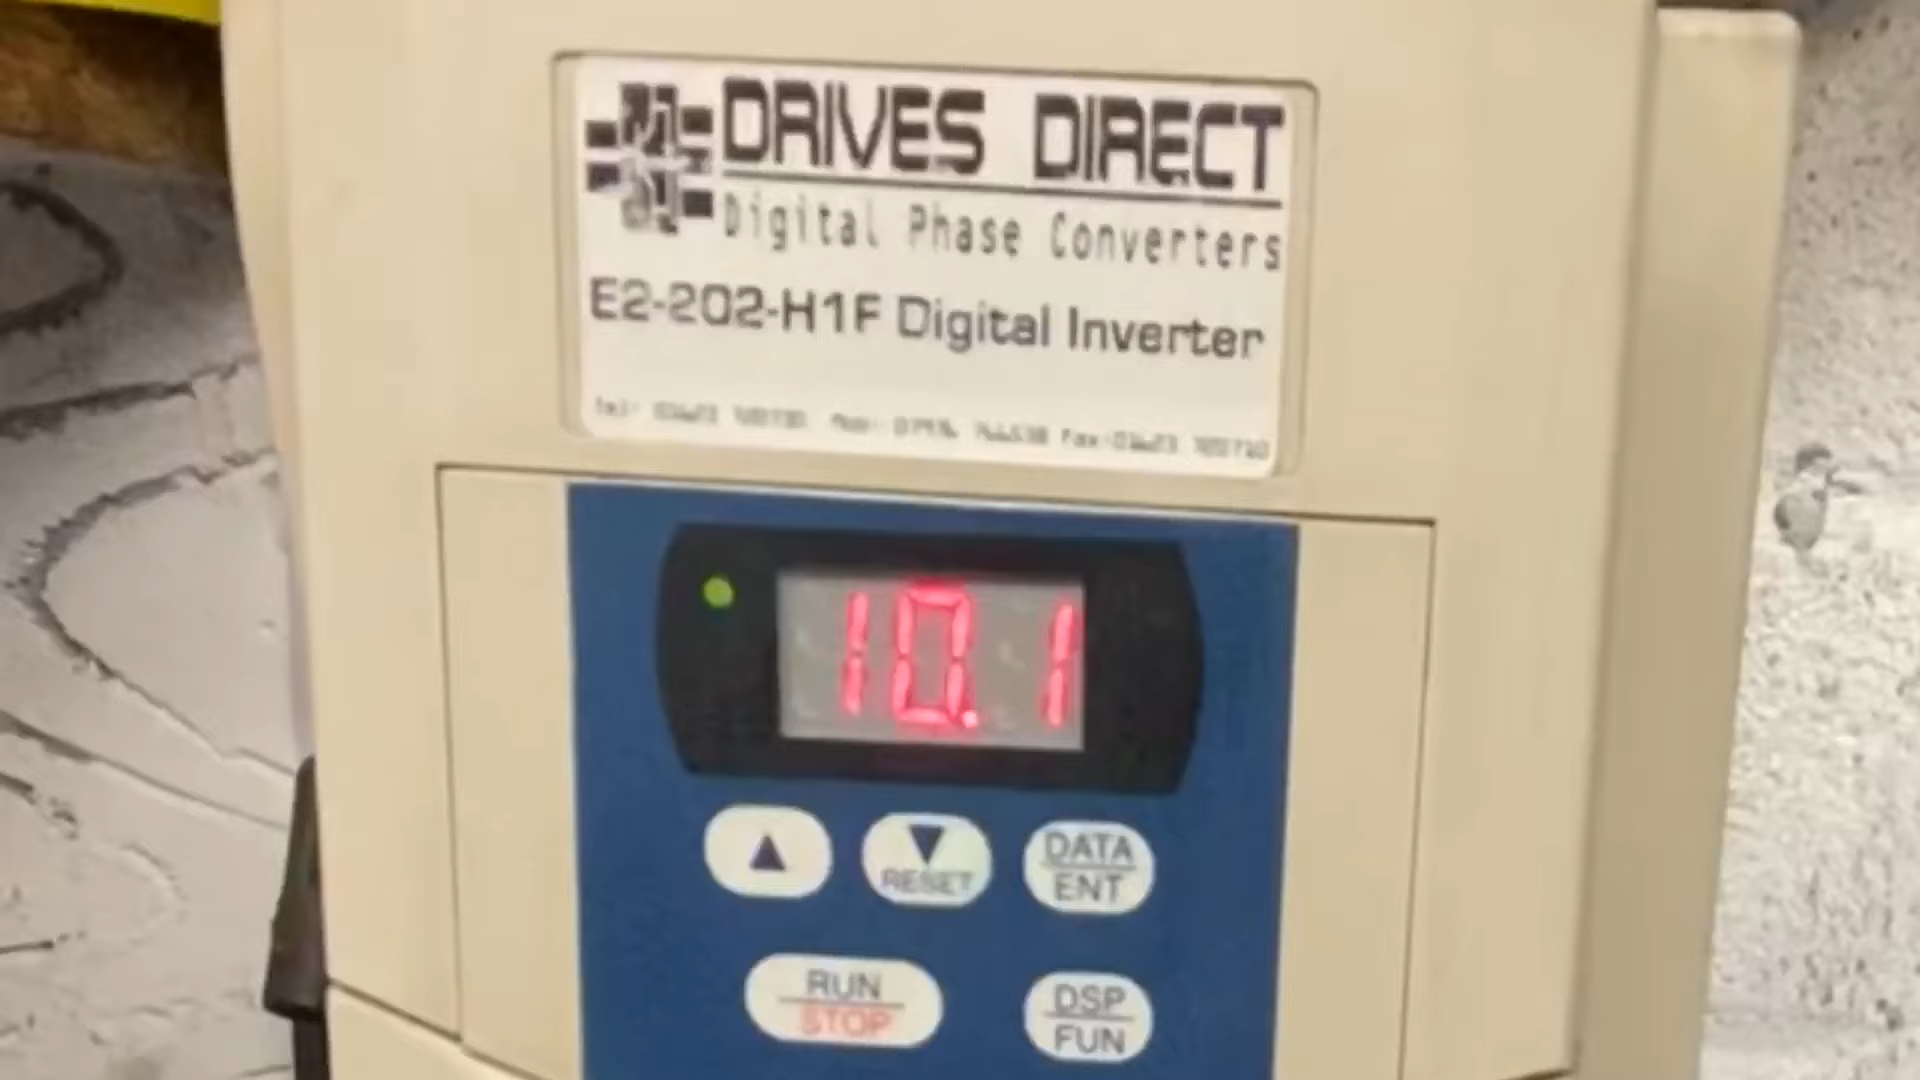 DRIVES DIRECT
Digital Phase Converters
E2-202-H1F Digital Inverter
10.1
▲ ▼ DATA
RESET ENT
RUN DSP
STOP FUN